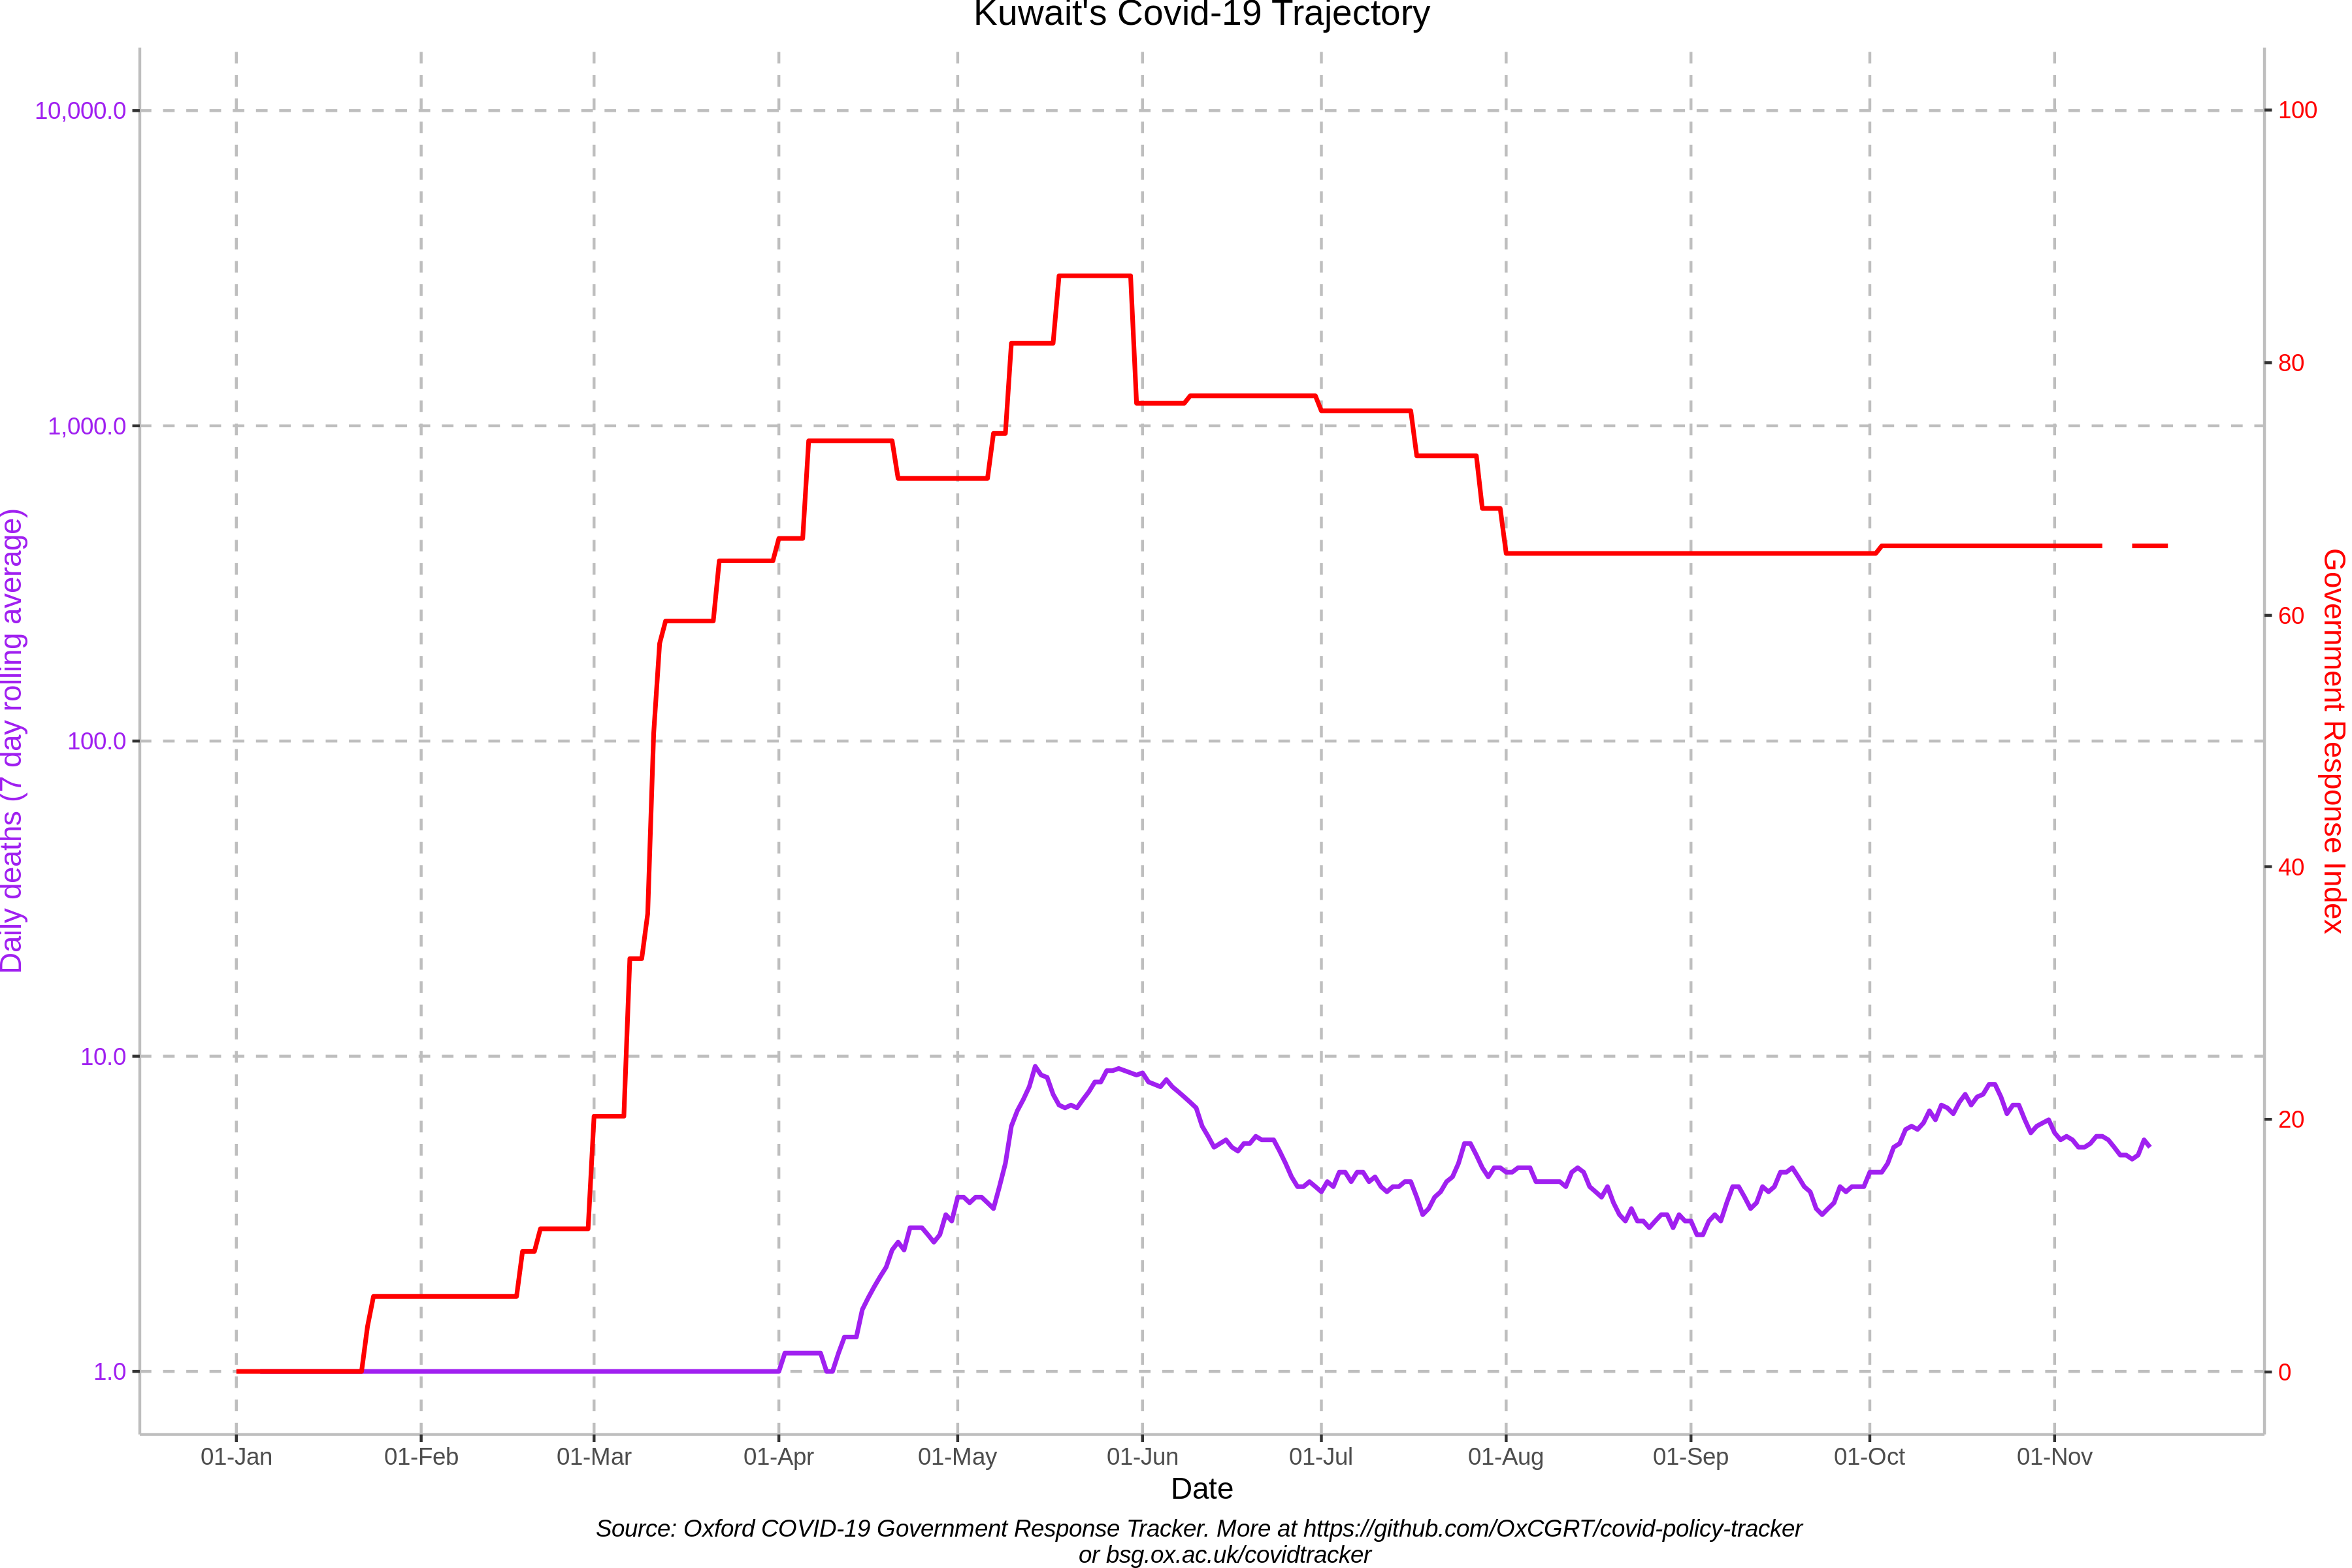 Kuwait's Covid-19 Trajectory
10,000.0
1,000.0
100.0
10.0
1.0
Daily deaths (7 day rolling average)
100
80
60
40
20
0
Government Response Index
01-Jan
01-Feb
01-Mar
01-Apr
01-May
01-Jun
01-Jul
01-Aug
01-Sep
01-Oct
01-Nov
Date
Source: Oxford COVID-19 Government Response Tracker. More at https://github.com/OxCGRT/covid-policy-tracker
or bsg.ox.ac.uk/covidtracker